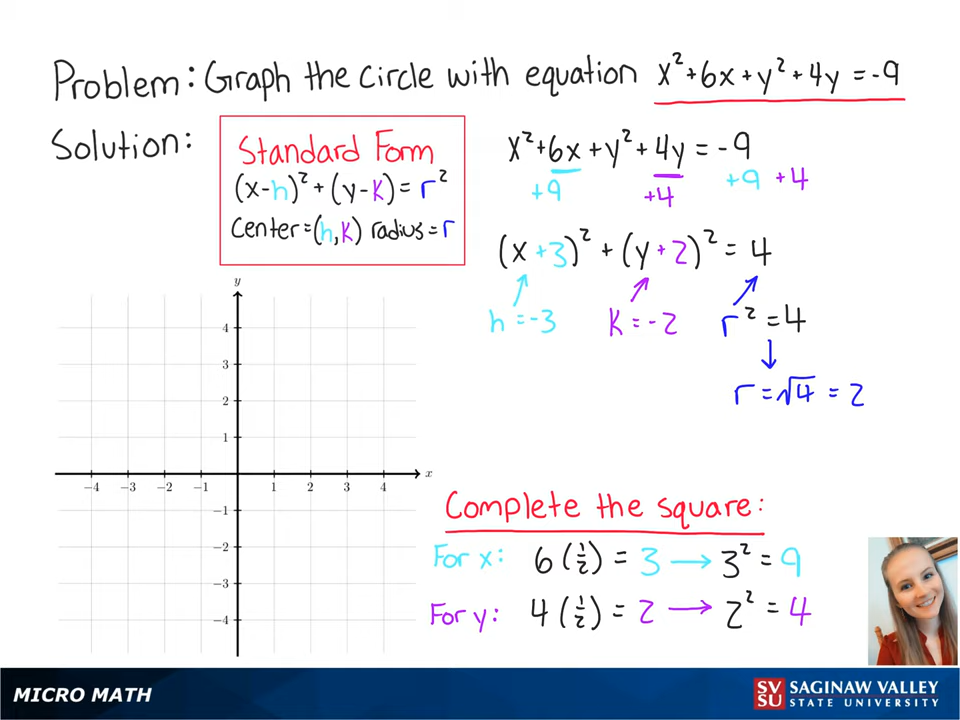 Problem: Graph the circle with equation x²+6x+y²+4y=-9
Solution:
Standard Form
(x-h)²+(y-k)=r²
Center=(h,k) radius=r
x²+6x+y²+4y=-9
+9 +4 +9 +4
(x+3)²+(y+2)²=4
h=-3 k=-2 r²=4
r=√4=2
y
4
3
2
1
x
-4 -3 -2 -1 1 2 3 4
-1
-2
-3
-4
Complete the square:
For x: 6(1/2)=3→3²=9
For y: 4(1/2)=2→2²=4
MICRO MATH
SVSU SAGINAW VALLEY
STATE UNIVERSITY